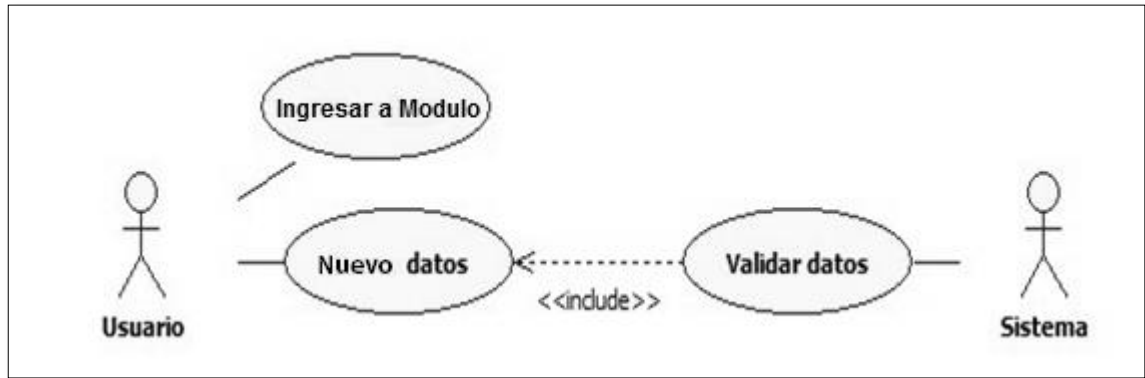 Ingresar a Modulo
Nuevo datos
Validar datos
<<include>>
Usuario
Sistema